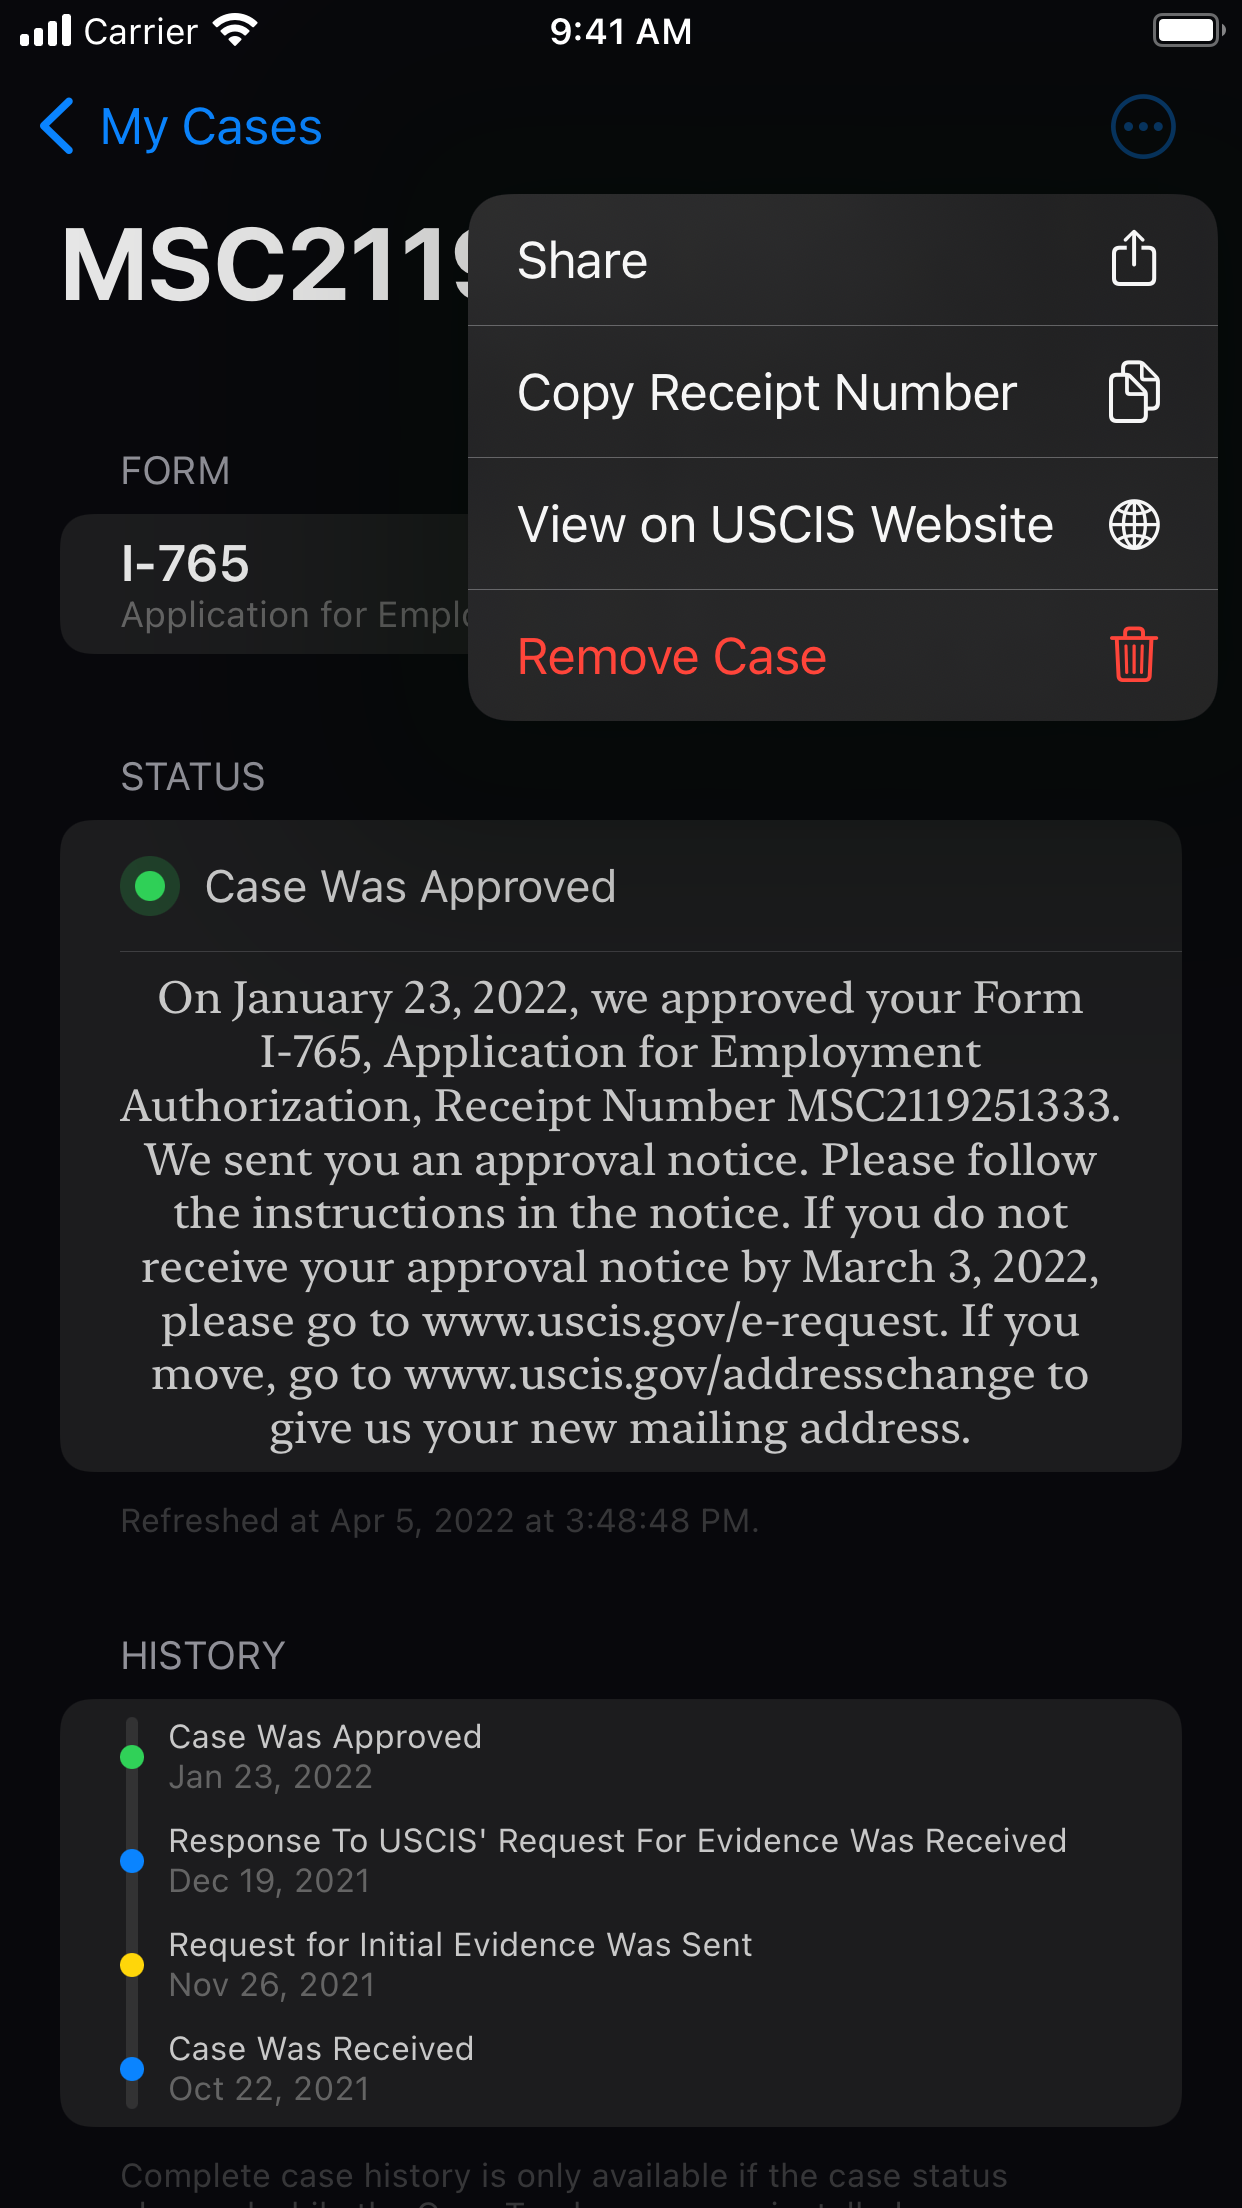 Carrier
9:41 AM
My Cases
MSC211
Share
Copy Receipt Number
View on USCIS Website
Remove Case
FORM
I-765
Application for
STATUS
Case Was Approved
On January 23, 2022, we approved your Form
I-765, Application for Employment
Authorization, Receipt Number MSC2119251333.
We sent you an approval notice. Please follow
the instructions in the notice. If you do not
receive your approval notice by March 3, 2022,
please go to www.uscis.gov/e-request. If you
move, go to www.uscis.gov/addresschange to
give us your new mailing address.
Refreshed at Apr 5, 2022 at 3:48:48 PM.
HISTORY
Case Was Approved
Jan 23, 2022
Response To USCIS' Request For Evidence Was Received
Dec 19, 2021
Request for Initial Evidence Was Sent
Nov 26, 2021
Case Was Received
Oct 22, 2021
Complete case history is only available if the case status